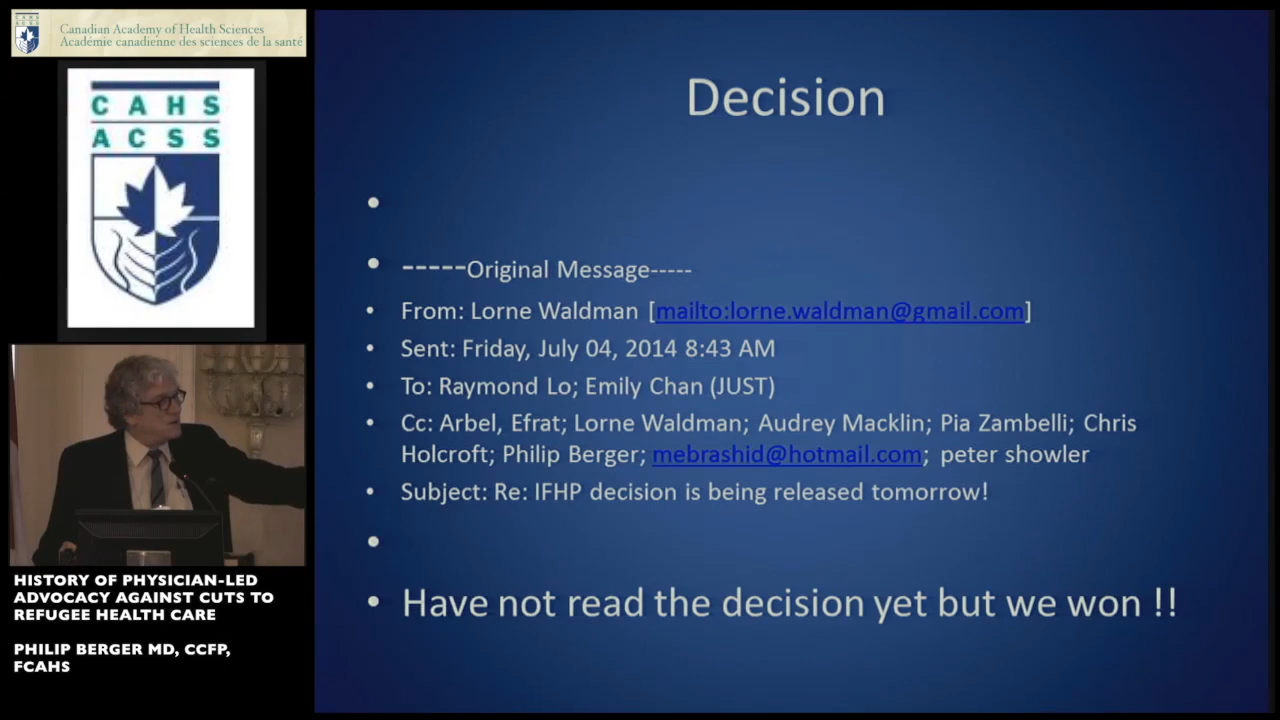 Canadian Academy of Health Sciences
Académie canadienne des sciences de la santé
CAHS
ACSS
HISTORY OF PHYSICIAN-LED
ADVOCACY AGAINST CUTS TO
REFUGEE HEALTH CARE
PHILIP BERGER MD, CCFP,
FCAHS
Decision
•
• -----Original Message-----
• From: Lorne Waldman [mailto:lorne.waldman@gmail.com]
• Sent: Friday, July 04, 2014 8:43 AM
• To: Raymond Lo; Emily Chan (JUST)
• Cc: Arbel, Efrat; Lorne Waldman; Audrey Macklin; Pia Zambelli; Chris
Holcroft; Philip Berger; mebrashid@hotmail.com; peter showler
• Subject: Re: IFHP decision is being released tomorrow!
•
• Have not read the decision yet but we won !!